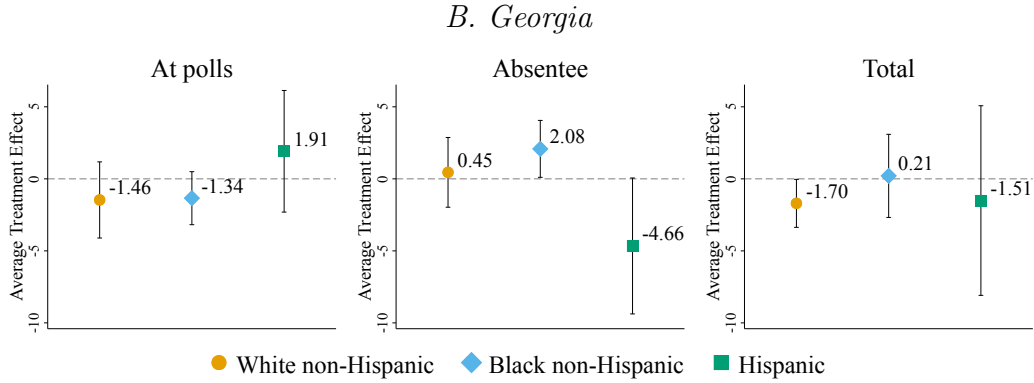 B. Georgia
At polls
Absentee
Total
Average Treatment Effect
5
0
-5
-10
-1.46
-1.34
1.91
Average Treatment Effect
5
0
-5
-10
0.45
2.08
-4.66
Average Treatment Effect
5
0
-5
-10
-1.70
0.21
-1.51
White non-Hispanic
Black non-Hispanic
Hispanic